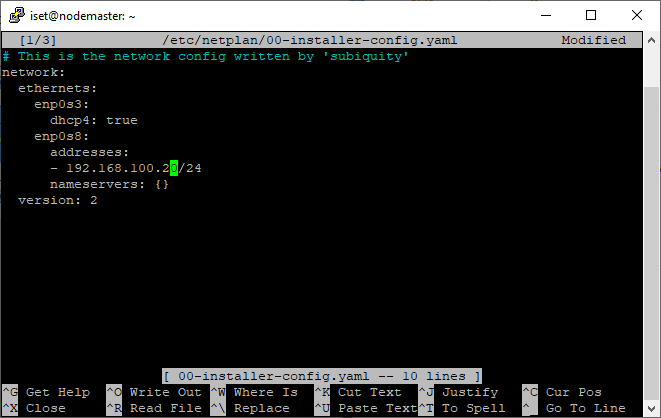 iset@nodemaster: ~
[1/3] /etc/netplan/00-installer-config.yaml Modified
# This is the network config written by 'subiquity'
network:
  ethernets:
    enp0s3:
      dhcp4: true
    enp0s8:
      addresses:
      - 192.168.100.20/24
      nameservers: {}
  version: 2
[ 00-installer-config.yaml -- 10 lines ]
^G Get Help ^O Write Out ^W Where Is ^K Cut Text ^J Justify ^C Cur Pos
^X Close ^R Read File ^\ Replace ^U Paste Text ^T To Spell ^_ Go To Line